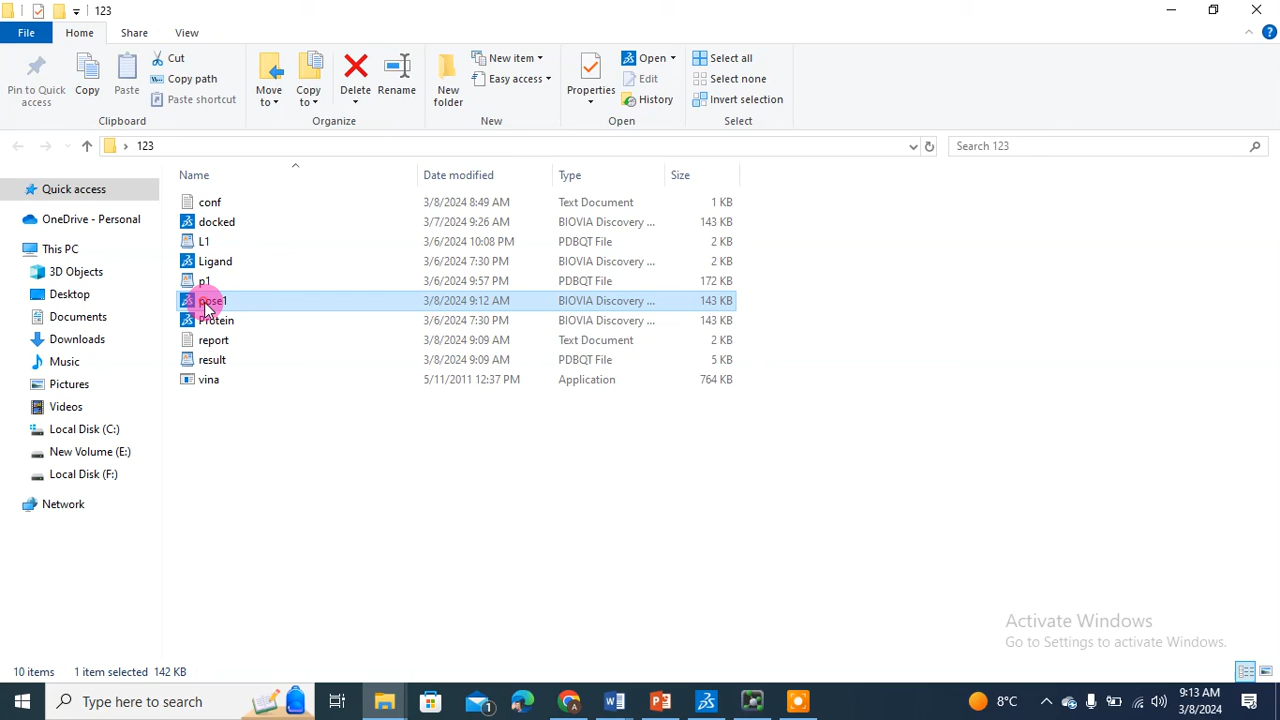 123
File Home Share View
Pin to Quick access
Copy
Paste
Cut
Copy path
Paste shortcut
Clipboard
Move to
Copy to
Delete
Rename
Organize
New folder
New item
Easy access
New
Properties
Open
Edit
History
Open
Select all
Select none
Invert selection
Select
123
Search 123
Quick access
OneDrive - Personal
This PC
3D Objects
Desktop
Documents
Downloads
Music
Pictures
Videos
Local Disk (C:)
New Volume (E:)
Local Disk (F:)
Network
Name Date modified Type Size
conf 3/8/2024 8:49 AM Text Document 1 KB
docked 3/7/2024 9:26 AM BIOVIA Discovery ... 143 KB
L1 3/6/2024 10:08 PM PDBQT File 2 KB
Ligand 3/6/2024 7:30 PM BIOVIA Discovery ... 2 KB
p1 3/6/2024 9:57 PM PDBQT File 172 KB
pose1 3/8/2024 9:12 AM BIOVIA Discovery ... 143 KB
Protein 3/6/2024 7:30 PM BIOVIA Discovery ... 143 KB
report 3/8/2024 9:09 AM Text Document 2 KB
result 3/8/2024 9:09 AM PDBQT File 5 KB
vina 5/11/2011 12:37 PM Application 764 KB
Activate Windows
Go to Settings to activate Windows.
10 items 1 item selected 142 KB
Type here to search
1
8°C
9:13 AM
3/8/2024